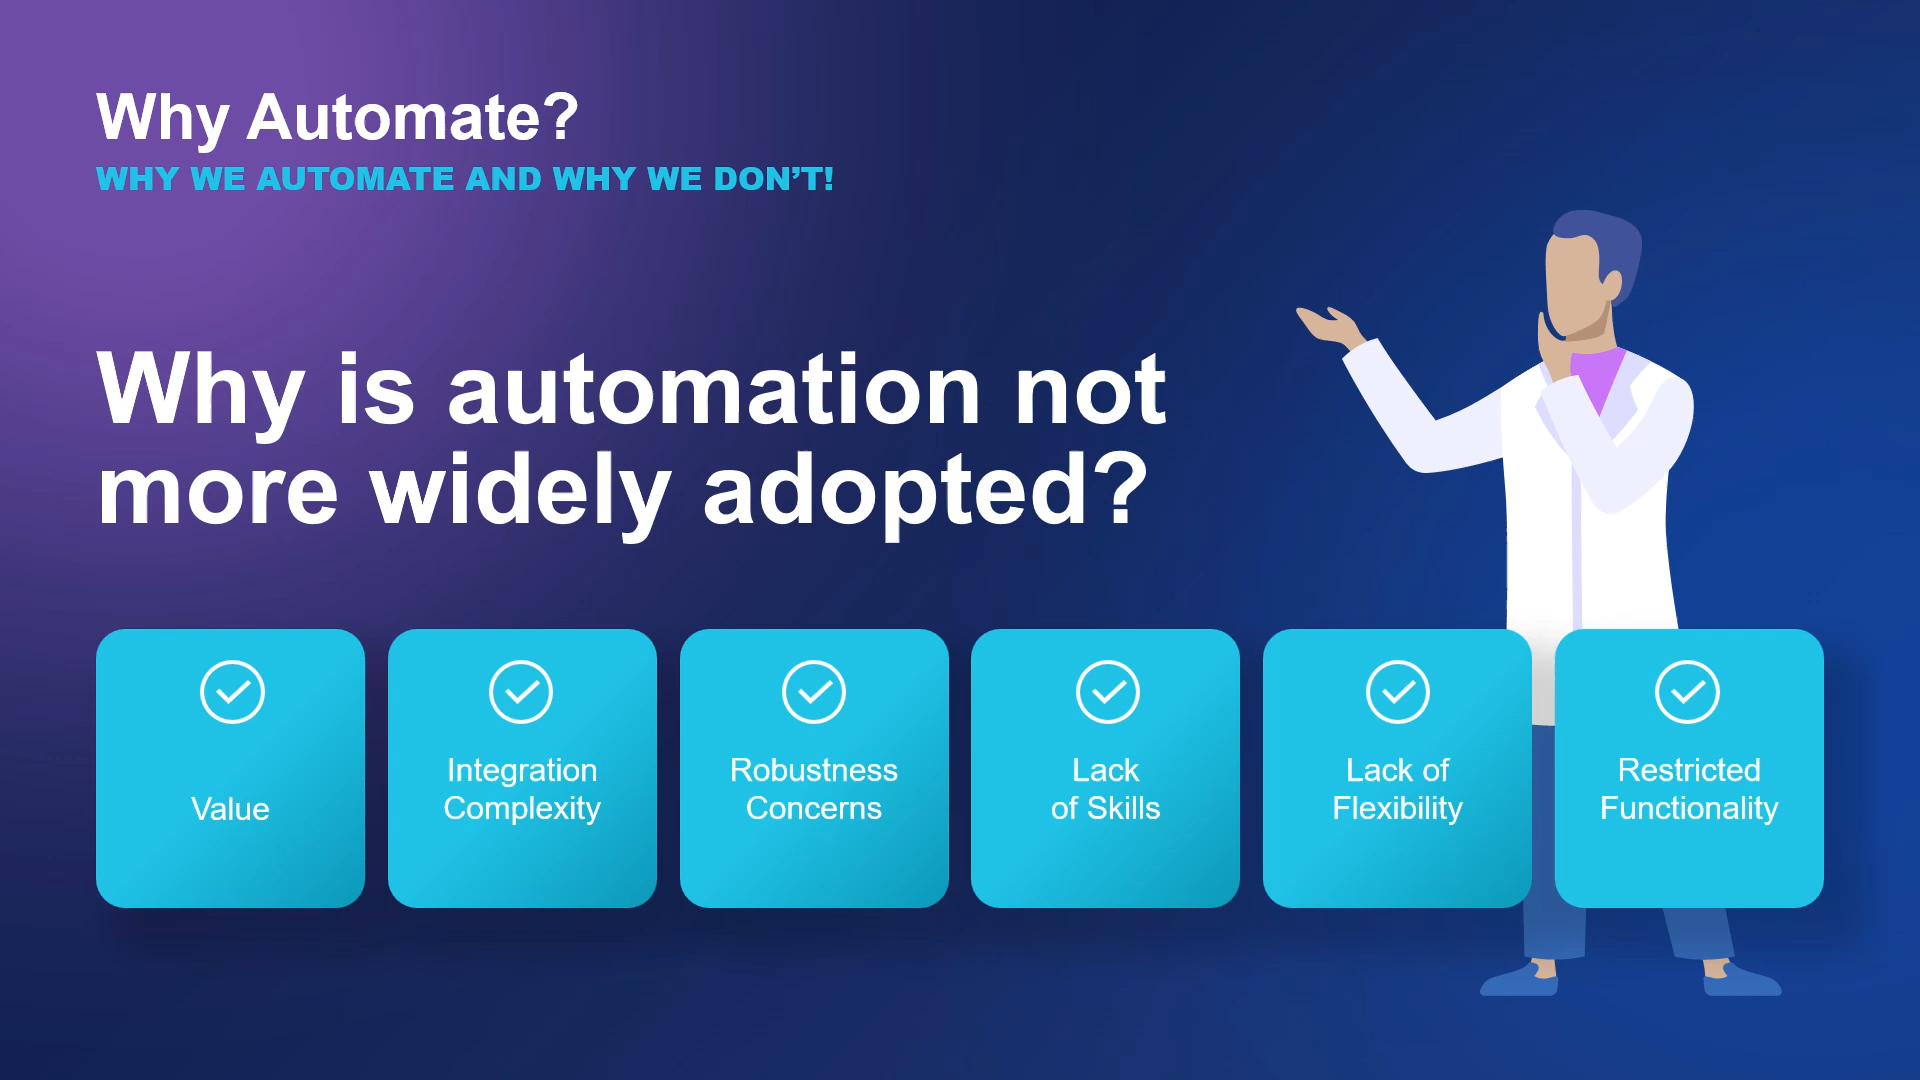 Why Automate?
WHY WE AUTOMATE AND WHY WE DON’T!
Why is automation not
more widely adopted?
Value
Integration
Complexity
Robustness
Concerns
Lack
of Skills
Lack of
Flexibility
Restricted
Functionality